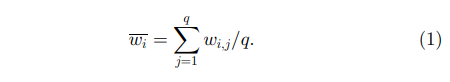 $\overline{w_i} = \sum_{j=1}^{q} w_{i,j}/q.$ (1)